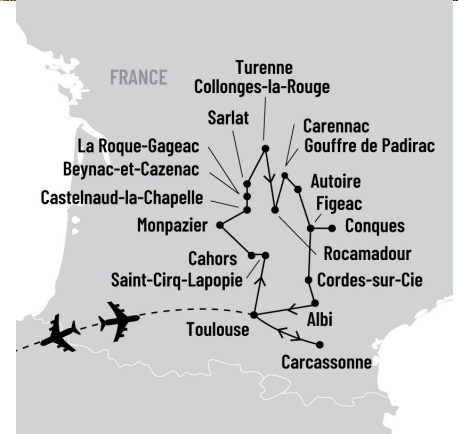 FRANCE
Turenne
Collonges-la-Rouge
Sarlat
Carennac
Gouffre de Padirac
La Roque-Gageac
Beynac-et-Cazenac
Castelnaud-la-Chapelle
Autoire
Figeac
Conques
Monpazier
Rocamadour
Cahors
Saint-Cirq-Lapopie
Cordes-sur-Cie
Albi
Toulouse
Carcassonne